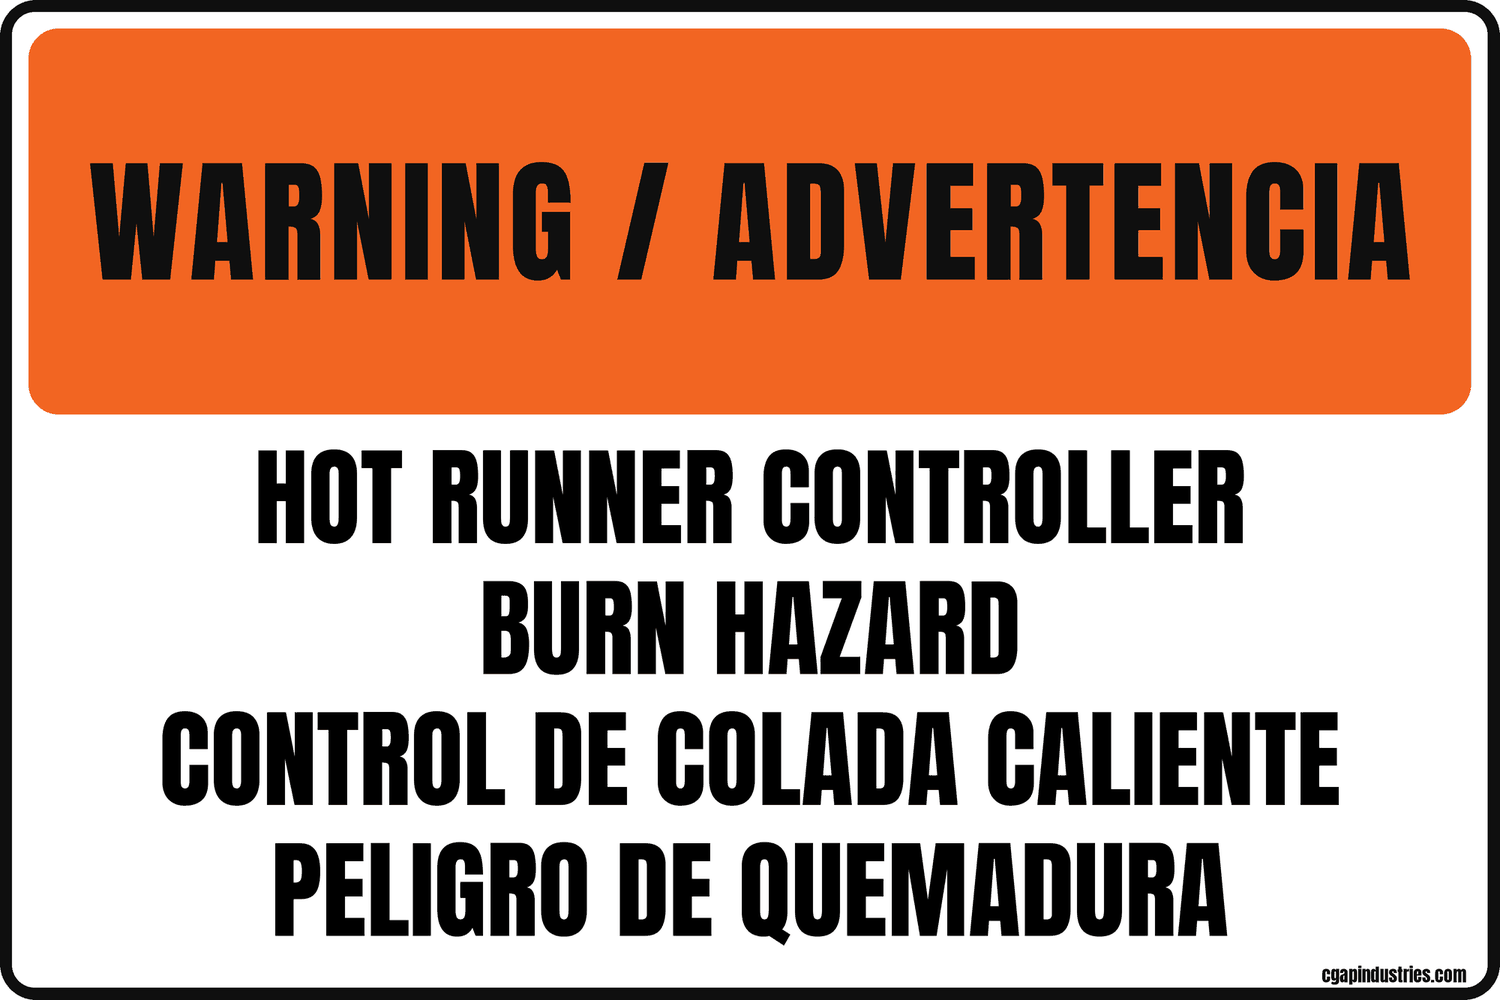 WARNING / ADVERTENCIA
HOT RUNNER CONTROLLER
BURN HAZARD
CONTROL DE COLADA CALIENTE
PELIGRO DE QUEMADURA
cgapindustries.com